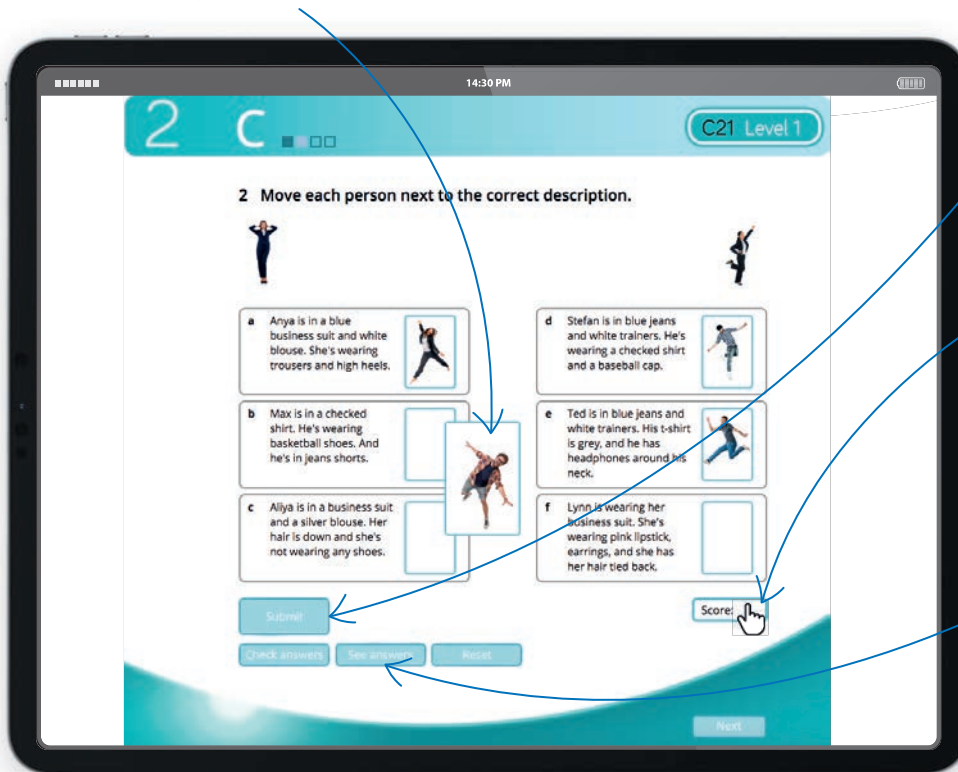 14:30 PM
2 C
C21 Level 1
2 Move each person next to the correct description.
a Anya is in a blue
business suit and white
blouse. She's wearing
trousers and high heels.
b Max is in a checked
shirt. He's wearing
basketball shoes. And
he's in jeans shorts.
c Aliya is in a business suit
and a silver blouse. Her
hair is down and she's
not wearing any shoes.
d Stefan is in blue jeans
and white trainers. He's
wearing a checked shirt
and a baseball cap.
e Ted is in blue jeans and
white trainers. His t-shirt
is grey, and he has
headphones around his
neck.
f Lynn is wearing her
business suit. She's
wearing pink lipstick,
earrings, and she has
her hair tied back.
Submit
Score:
Check answers See answers Reset
Next